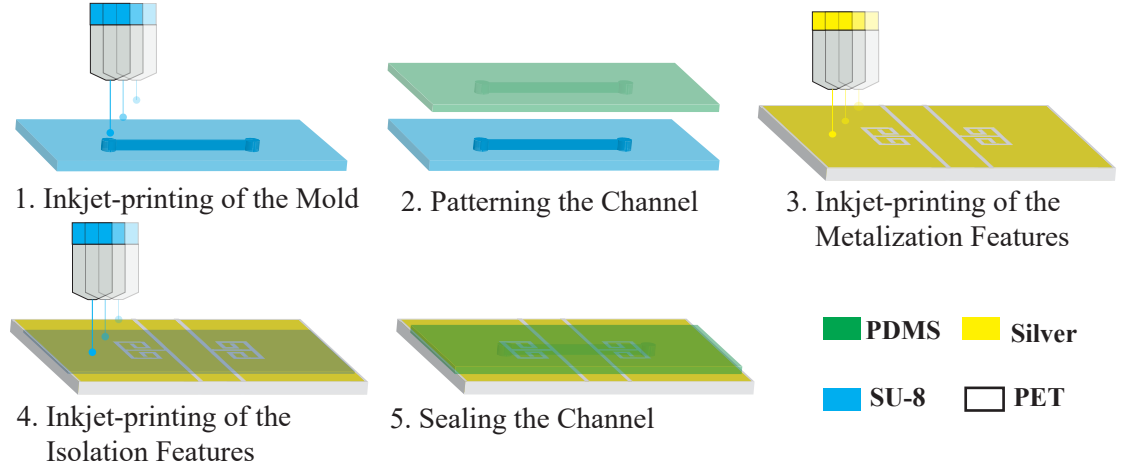 1. Inkjet-printing of the Mold
2. Patterning the Channel
3. Inkjet-printing of the
Metalization Features
4. Inkjet-printing of the
Isolation Features
5. Sealing the Channel
PDMS
Silver
SU-8
PET